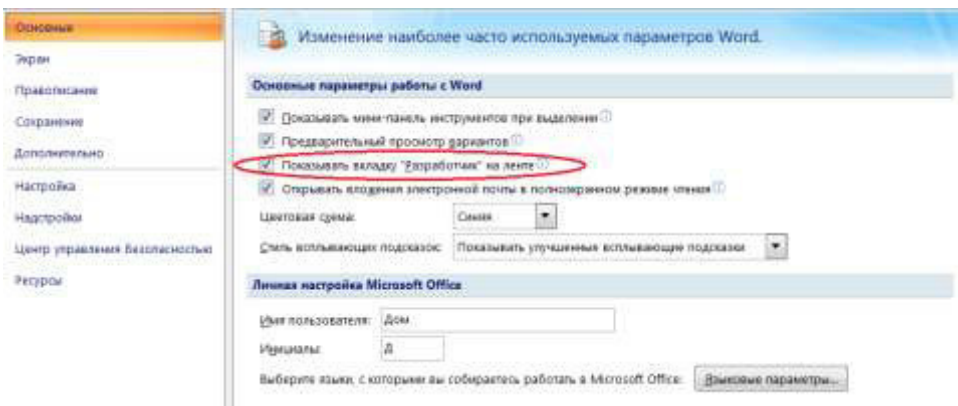 Основные
Экран
Правописание
Сохранение
Дополнительно
Настройка
Надстройки
Центр управления безопасностью
Ресурсы
Изменение наиболее часто используемых параметров Word.
Основные параметры работы с Word
Показывать мини-панель инструментов при выделении
Предварительный просмотр вариантов
Показывать вкладку "Разработчик" на ленте
Открывать вложения электронной почты в полноэкранном режиме чтения
Цветовая схема: Синяя
Стиль всплывающих подсказок: Показывать улучшенные всплывающие подсказки
Личная настройка Microsoft Office
Имя пользователя: Дом
Инициалы: Д
Выберите языки, с которыми вы собираетесь работать в Microsoft Office: Языковые параметры...